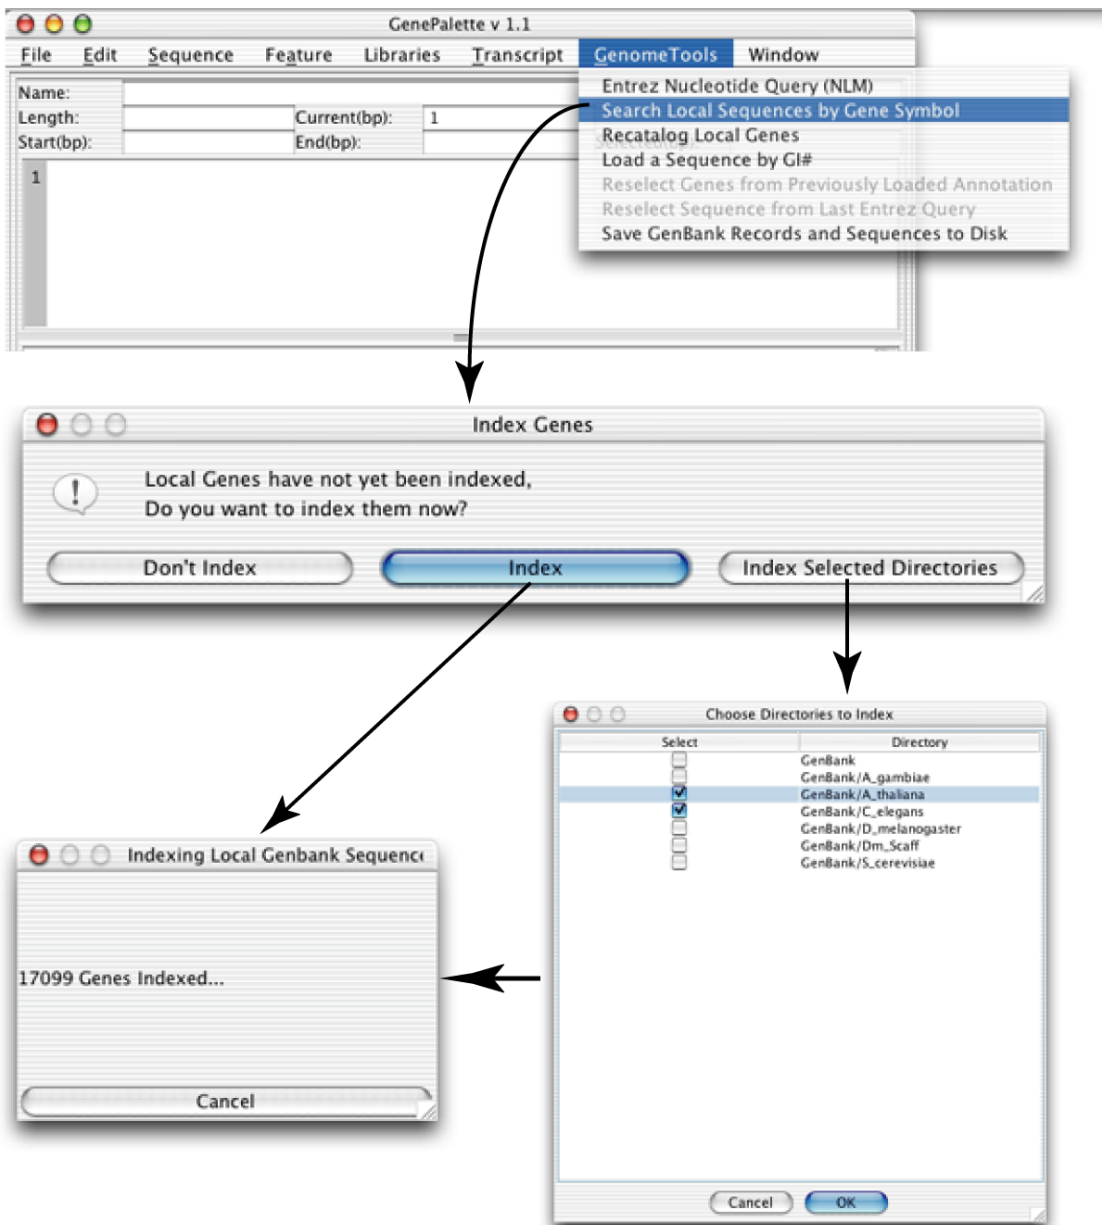 GenePalette v 1.1
File Edit Sequence Feature Libraries Transcript GenomeTools Window
Name:
Length: Current(bp): 1
Start(bp): End(bp):
1
Entrez Nucleotide Query (NLM)
Search Local Sequences by Gene Symbol
Recatalog Local Genes
Load a Sequence by GI#
Reselect Genes from Previously Loaded Annotation
Reselect Sequence from Last Entrez Query
Save GenBank Records and Sequences to Disk
Index Genes
!
Local Genes have not yet been indexed,
Do you want to index them now?
Don't Index Index Index Selected Directories
Choose Directories to Index
Select Directory
GenBank
GenBank/A_gambiae
GenBank/A_thaliana
GenBank/C_elegans
GenBank/D_melanogaster
GenBank/Dm_Scaff
GenBank/S_cerevisiae
Cancel OK
Indexing Local Genbank Sequence
17099 Genes Indexed...
Cancel